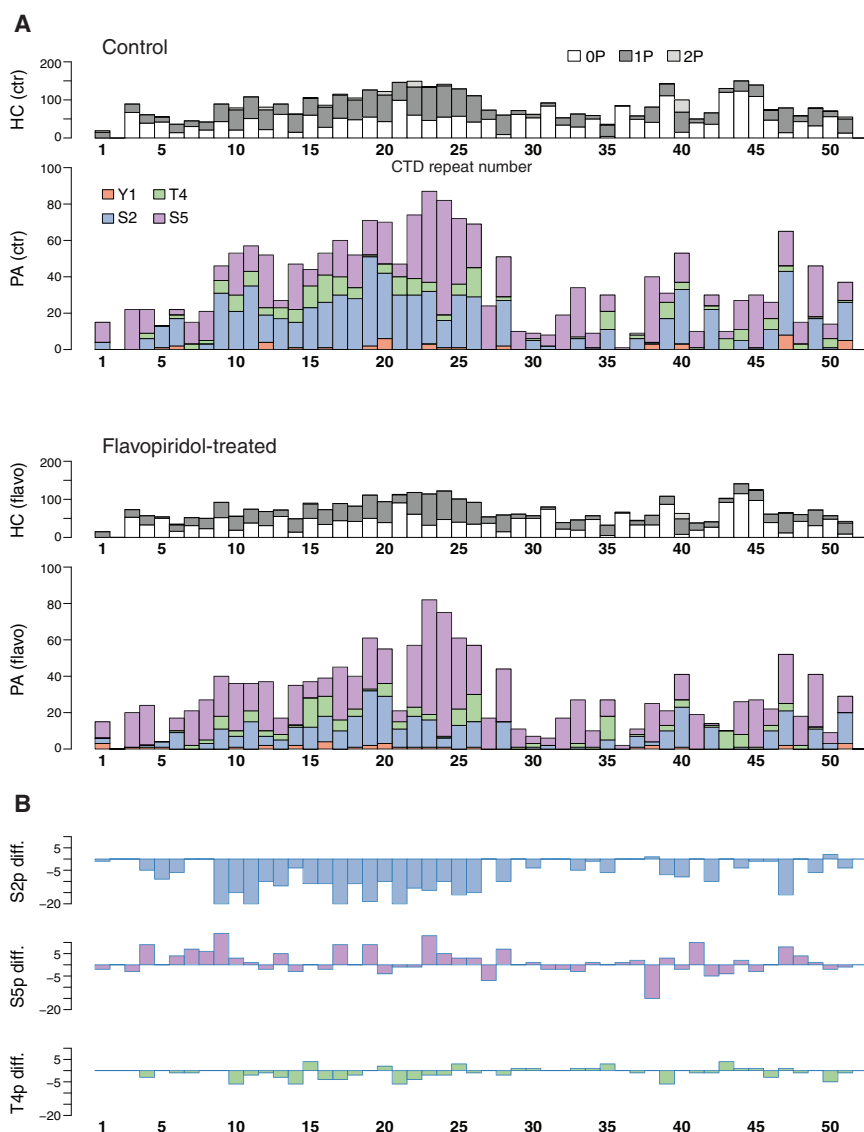 A
Control
0P 1P 2P
HC (ctr)
200
100
0
1 5 10 15 20 25 30 35 40 45 50
CTD repeat number
Y1 T4
S2 S5
PA (ctr)
100
80
60
40
20
0
1 5 10 15 20 25 30 35 40 45 50
Flavopiridol-treated
HC (flavo)
200
100
0
1 5 10 15 20 25 30 35 40 45 50
PA (flavo)
100
80
60
40
20
0
1 5 10 15 20 25 30 35 40 45 50
B
S2p diff.
5
−5
−20
S5p diff.
5
−5
−20
T4p diff.
5
−5
−20
1 5 10 15 20 25 30 35 40 45 50